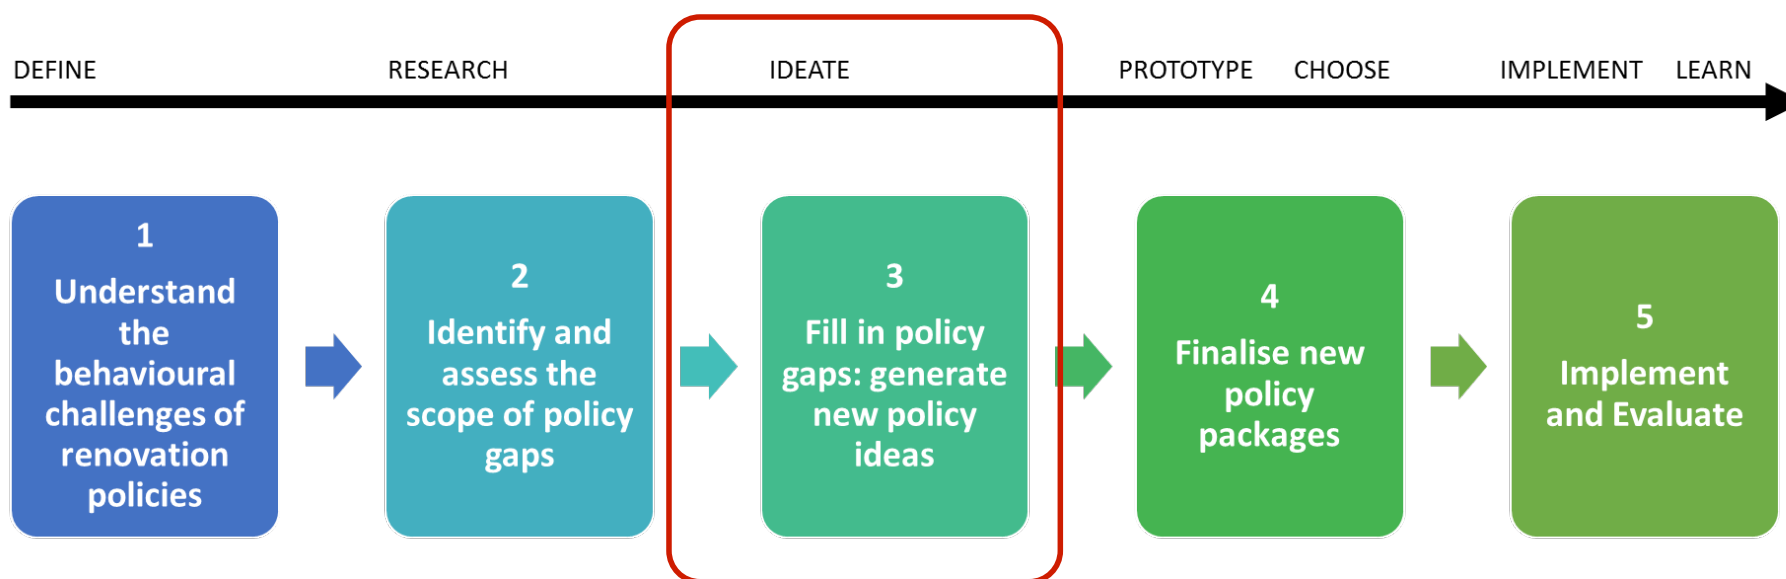 DEFINE RESEARCH IDEATE PROTOTYPE CHOOSE IMPLEMENT LEARN
1
Understand
the
behavioural
challenges of
renovation
policies
2
Identify and
assess the
scope of policy
gaps
3
Fill in policy
gaps: generate
new policy
ideas
4
Finalise new
policy
packages
5
Implement
and Evaluate